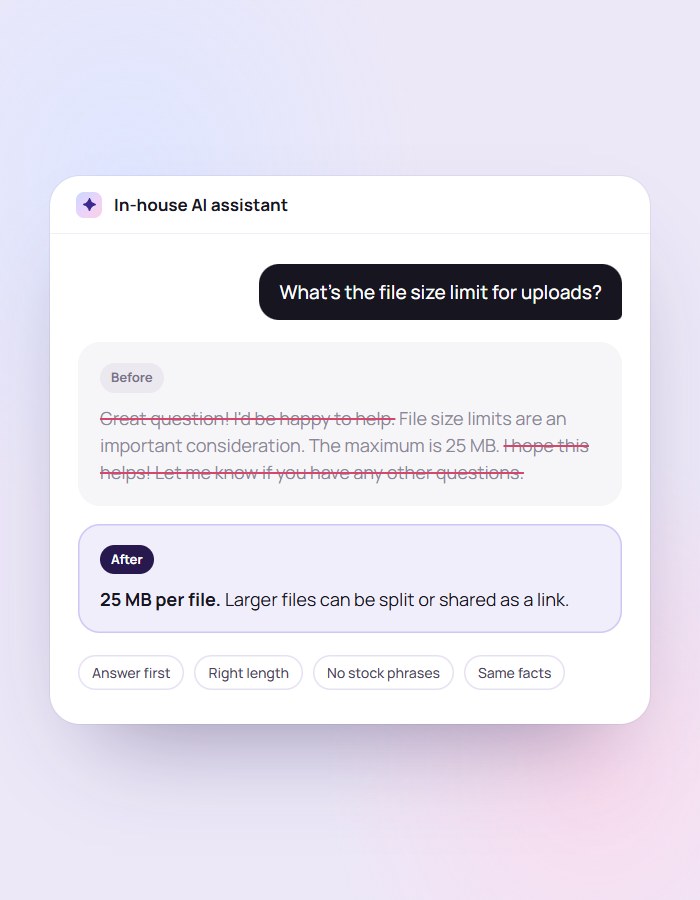 In-house AI assistant
What's the file size limit for uploads?
Before
Great question! I'd be happy to help. File size limits are an
important consideration. The maximum is 25 MB. I hope this
helps! Let me know if you have any other questions.
After
25 MB per file. Larger files can be split or shared as a link.
Answer first
Right length
No stock phrases
Same facts